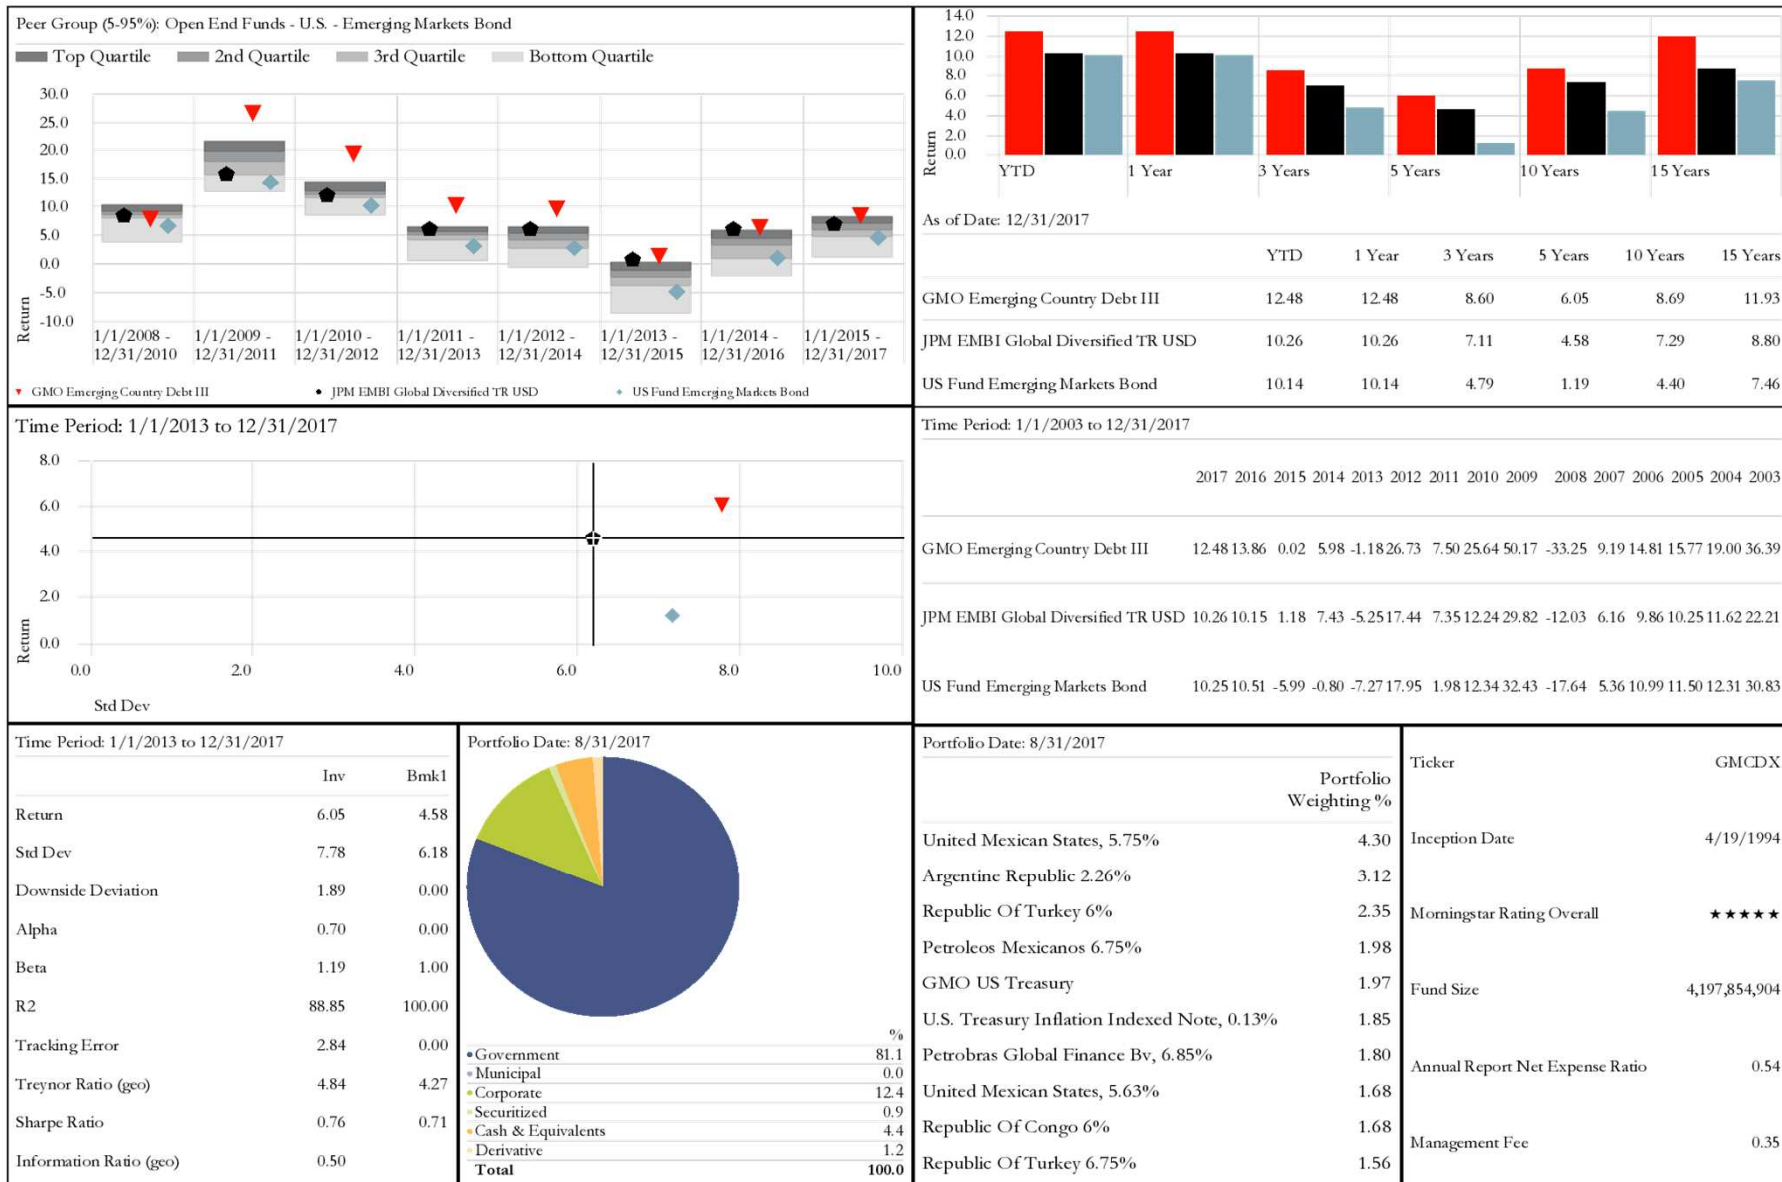 Peer Group (5-95%): Open End Funds - U.S. - Emerging Markets Bond
Top Quartile 2nd Quartile 3rd Quartile Bottom Quartile
30.0
25.0
20.0
15.0
10.0
5.0
0.0
-5.0
-10.0
Return
1/1/2008 - 1/1/2009 - 1/1/2010 - 1/1/2011 - 1/1/2012 - 1/1/2013 - 1/1/2014 - 1/1/2015 -
12/31/2010 12/31/2011 12/31/2012 12/31/2013 12/31/2014 12/31/2015 12/31/2016 12/31/2017
GMO Emerging Country Debt III JPM EMBI Global Diversified TR USD US Fund Emerging Markets Bond
14.0
12.0
10.0
8.0
6.0
4.0
2.0
0.0
Return
YTD 1 Year 3 Years 5 Years 10 Years 15 Years
As of Date: 12/31/2017
YTD 1 Year 3 Years 5 Years 10 Years 15 Years
GMO Emerging Country Debt III 12.48 12.48 8.60 6.05 8.69 11.93
JPM EMBI Global Diversified TR USD 10.26 10.26 7.11 4.58 7.29 8.80
US Fund Emerging Markets Bond 10.14 10.14 4.79 1.19 4.40 7.46
Time Period: 1/1/2013 to 12/31/2017
8.0
6.0
4.0
2.0
0.0
Return
0.0 2.0 4.0 6.0 8.0 10.0
Std Dev
Time Period: 1/1/2003 to 12/31/2017
2017 2016 2015 2014 2013 2012 2011 2010 2009 2008 2007 2006 2005 2004 2003
GMO Emerging Country Debt III 12.48 13.86 0.02 5.98 -1.18 26.73 7.50 25.64 50.17 -33.25 9.19 14.81 15.77 19.00 36.39
JPM EMBI Global Diversified TR USD 10.26 10.15 1.18 7.43 -5.25 17.44 7.35 12.24 29.82 -12.03 6.16 9.86 10.25 11.62 22.21
US Fund Emerging Markets Bond 10.25 10.51 -5.99 -0.80 -7.27 17.95 1.98 12.34 32.43 -17.64 5.36 10.99 11.50 12.31 30.83
Time Period: 1/1/2013 to 12/31/2017
Inv Bmk1
Return 6.05 4.58
Std Dev 7.78 6.18
Downside Deviation 1.89 0.00
Alpha 0.70 0.00
Beta 1.19 1.00
R2 88.85 100.00
Tracking Error 2.84 0.00
Treynor Ratio (geo) 4.84 4.27
Sharpe Ratio 0.76 0.71
Information Ratio (geo) 0.50
Portfolio Date: 8/31/2017
%
Government 81.1
Municipal 0.0
Corporate 12.4
Securitized 0.9
Cash & Equivalents 4.4
Derivative 1.2
Total 100.0
Portfolio Date: 8/31/2017
Portfolio
Weighting %
United Mexican States, 5.75% 4.30
Argentine Republic 2.26% 3.12
Republic Of Turkey 6% 2.35
Petroleos Mexicanos 6.75% 1.98
GMO US Treasury 1.97
U.S. Treasury Inflation Indexed Note, 0.13% 1.85
Petrobras Global Finance Bv, 6.85% 1.80
United Mexican States, 5.63% 1.68
Republic Of Congo 6% 1.68
Republic Of Turkey 6.75% 1.56
Ticker GMCDX
Inception Date 4/19/1994
Morningstar Rating Overall ★★★★★
Fund Size 4,197,854,904
Annual Report Net Expense Ratio 0.54
Management Fee 0.35